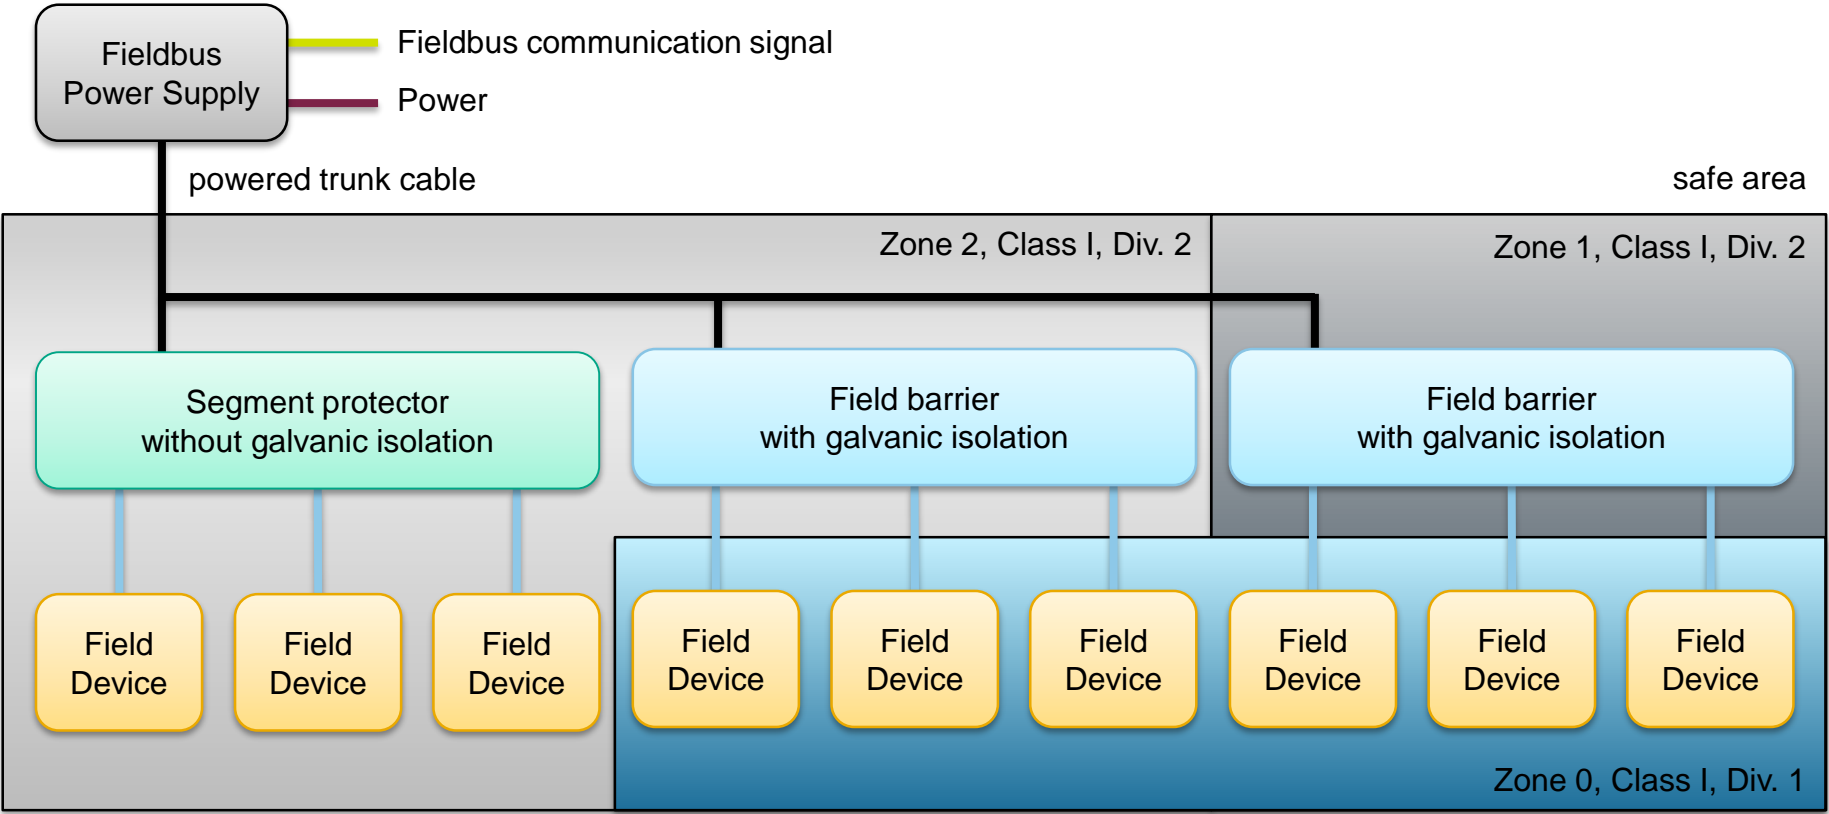 Fieldbus
Power Supply
Fieldbus communication signal
Power
powered trunk cable
safe area
Zone 2, Class I, Div. 2
Zone 1, Class I, Div. 2
Segment protector
without galvanic isolation
Field barrier
with galvanic isolation
Field barrier
with galvanic isolation
Field
Device
Field
Device
Field
Device
Field
Device
Field
Device
Field
Device
Field
Device
Field
Device
Field
Device
Zone 0, Class I, Div. 1